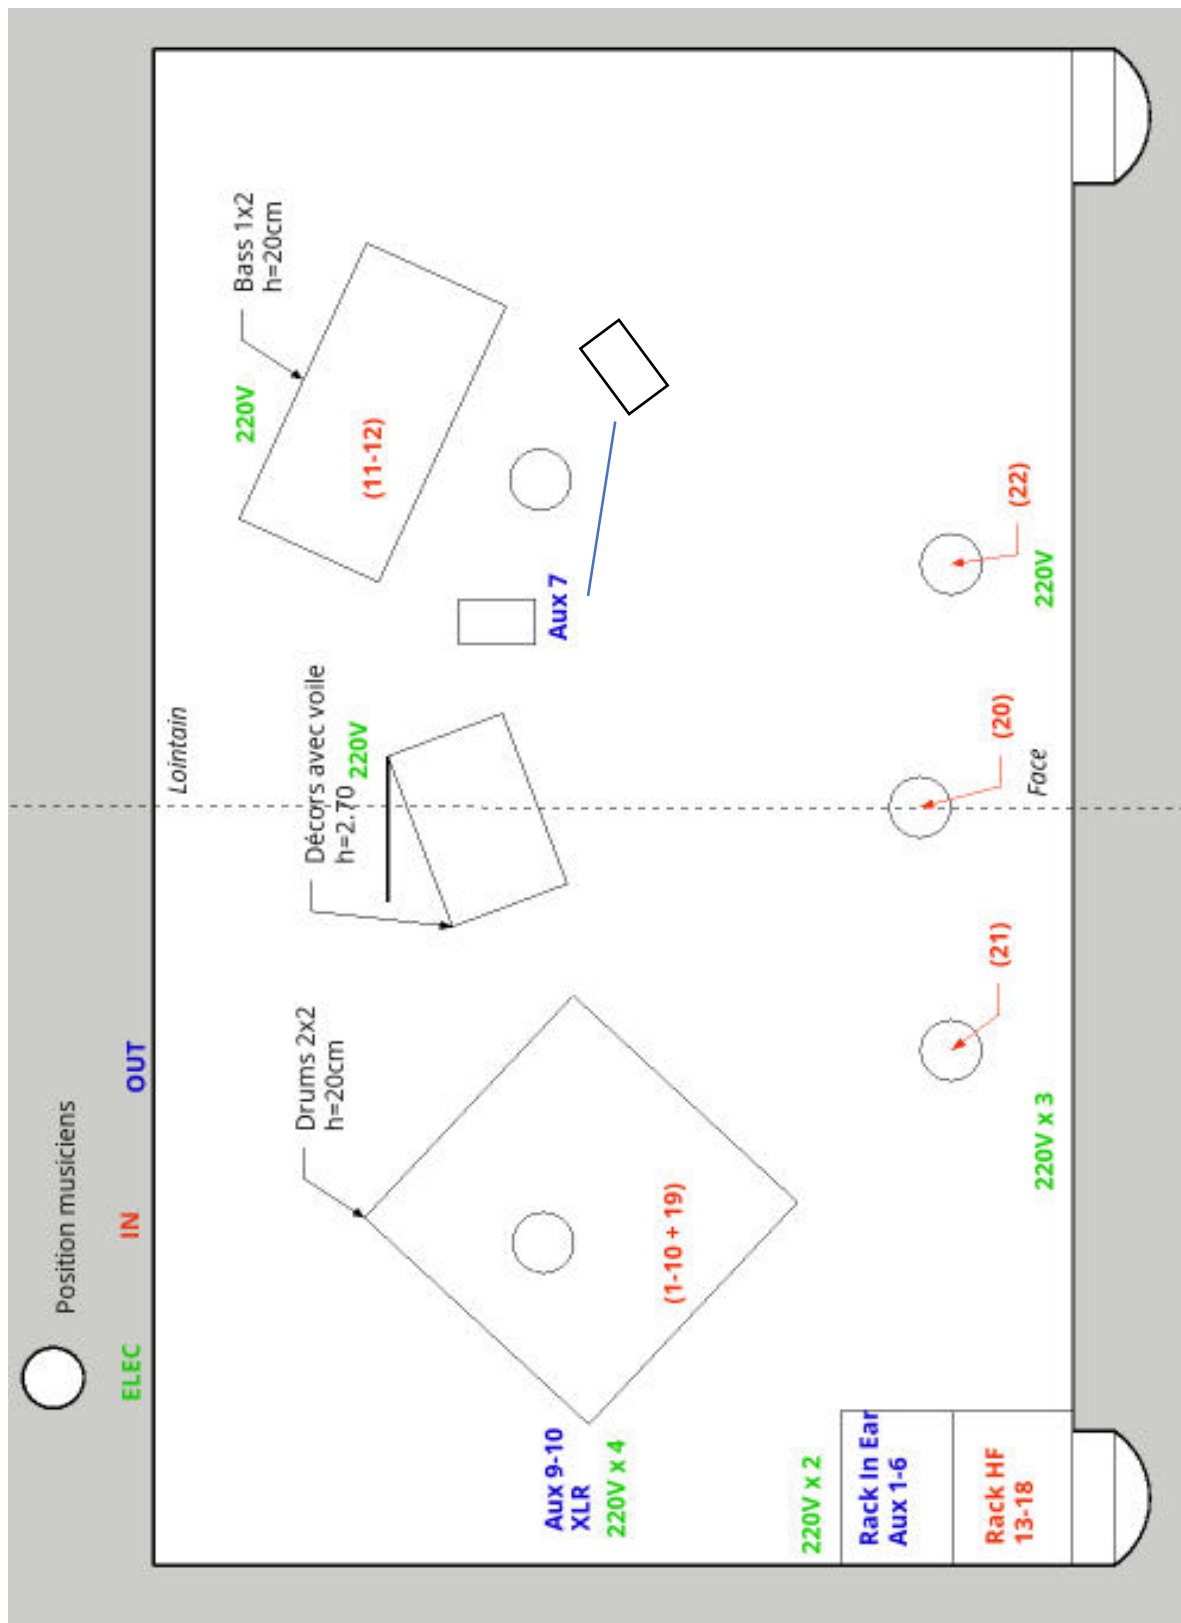 Position musiciens
ELEC
IN
OUT
Lointain
Bass 1x2
h=20cm
220V
(11-12)
Aux 7
Décors avec voile
h=2.70
220V
Drums 2x2
h=20cm
(1-10 + 19)
Aux 9-10
XLR
220V x 4
220V x 2
Rack In Ear
Aux 1-6
Rack HF
13-18
220V x 3
(21)
(20)
Face
(22)
220V